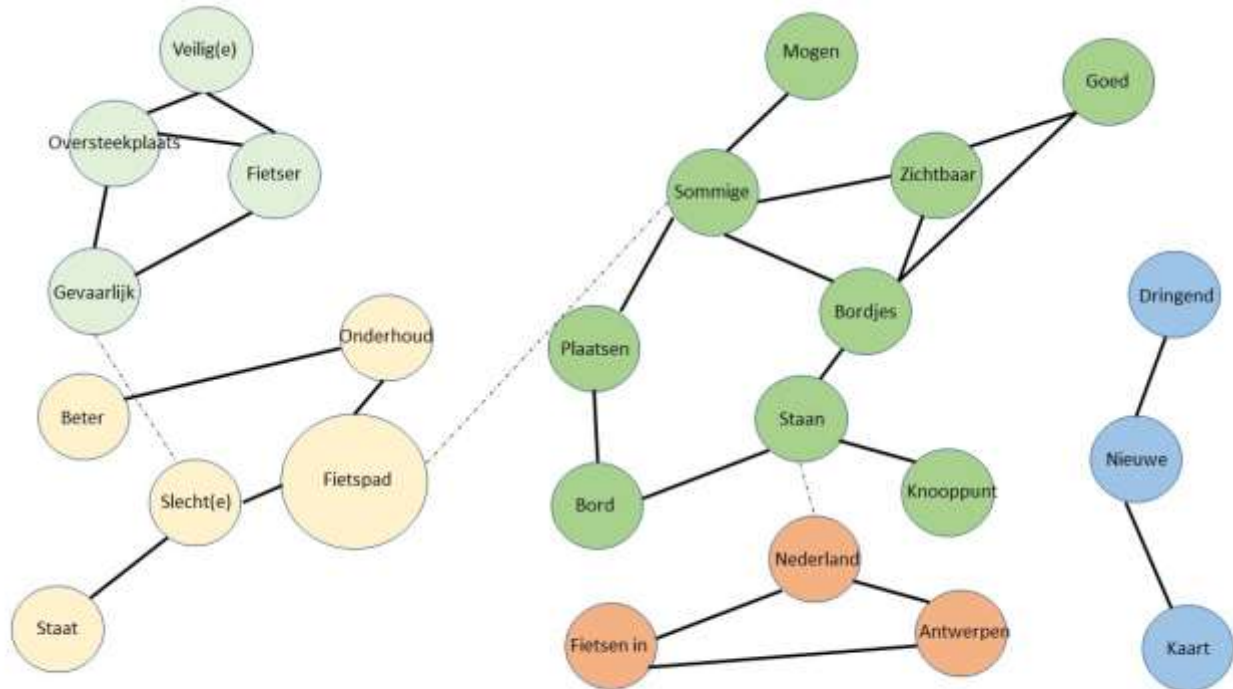 Veilig(e)
Oversteekplaats
Fietser
Gevaarlijk
Onderhoud
Beter
Fietspad
Slecht(e)
Staat
Mogen
Goed
Sommige
Zichtbaar
Bordjes
Plaatsen
Staan
Bord
Knooppunt
Nederland
Fietsen in
Antwerpen
Dringend
Nieuwe
Kaart